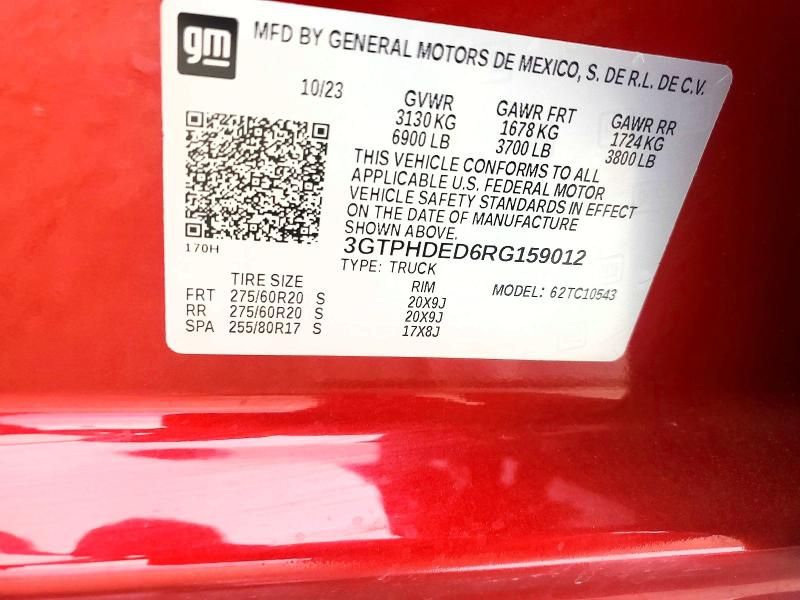 gm
MFD BY GENERAL MOTORS DE MEXICO, S. DE R.L. DE C.V.
10/23
GVWR GAWR FRT GAWR RR
3130 KG 1678 KG 1724 KG
6900 LB 3700 LB 3800 LB
THIS VEHICLE CONFORMS TO ALL
APPLICABLE U.S. FEDERAL MOTOR
VEHICLE SAFETY STANDARDS IN EFFECT
ON THE DATE OF MANUFACTURE
SHOWN ABOVE.
170H
3GTPHDED6RG159012
TYPE: TRUCK
MODEL: 62TC10543
TIRE SIZE RIM
FRT 275/60R20 S 20X9J
RR 275/60R20 S 20X9J
SPA 255/80R17 S 17X8J